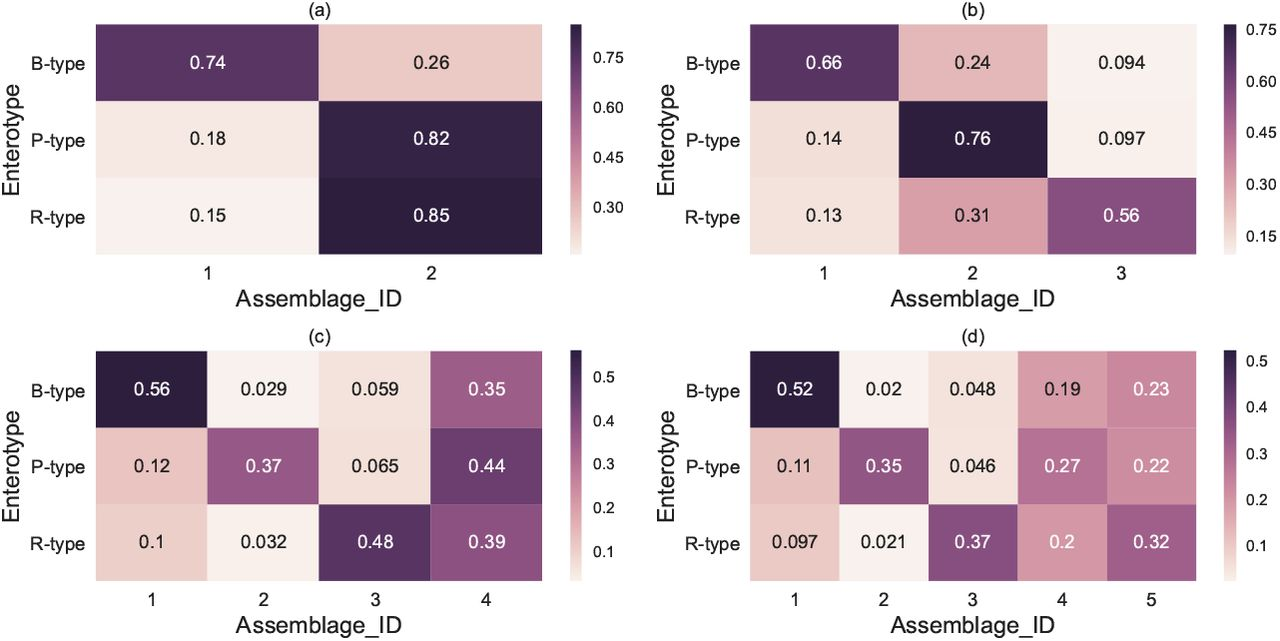 (a)
Enterotype
B-type 0.74 0.26
P-type 0.18 0.82
R-type 0.15 0.85
1 2
Assemblage_ID
0.75
0.60
0.45
0.30
(b)
Enterotype
B-type 0.66 0.24 0.094
P-type 0.14 0.76 0.097
R-type 0.13 0.31 0.56
1 2 3
Assemblage_ID
0.75
0.60
0.45
0.30
0.15
(c)
Enterotype
B-type 0.56 0.029 0.059 0.35
P-type 0.12 0.37 0.065 0.44
R-type 0.1 0.032 0.48 0.39
1 2 3 4
Assemblage_ID
0.5
0.4
0.3
0.2
0.1
(d)
Enterotype
B-type 0.52 0.02 0.048 0.19 0.23
P-type 0.11 0.35 0.046 0.27 0.22
R-type 0.097 0.021 0.37 0.2 0.32
1 2 3 4 5
Assemblage_ID
0.5
0.4
0.3
0.2
0.1